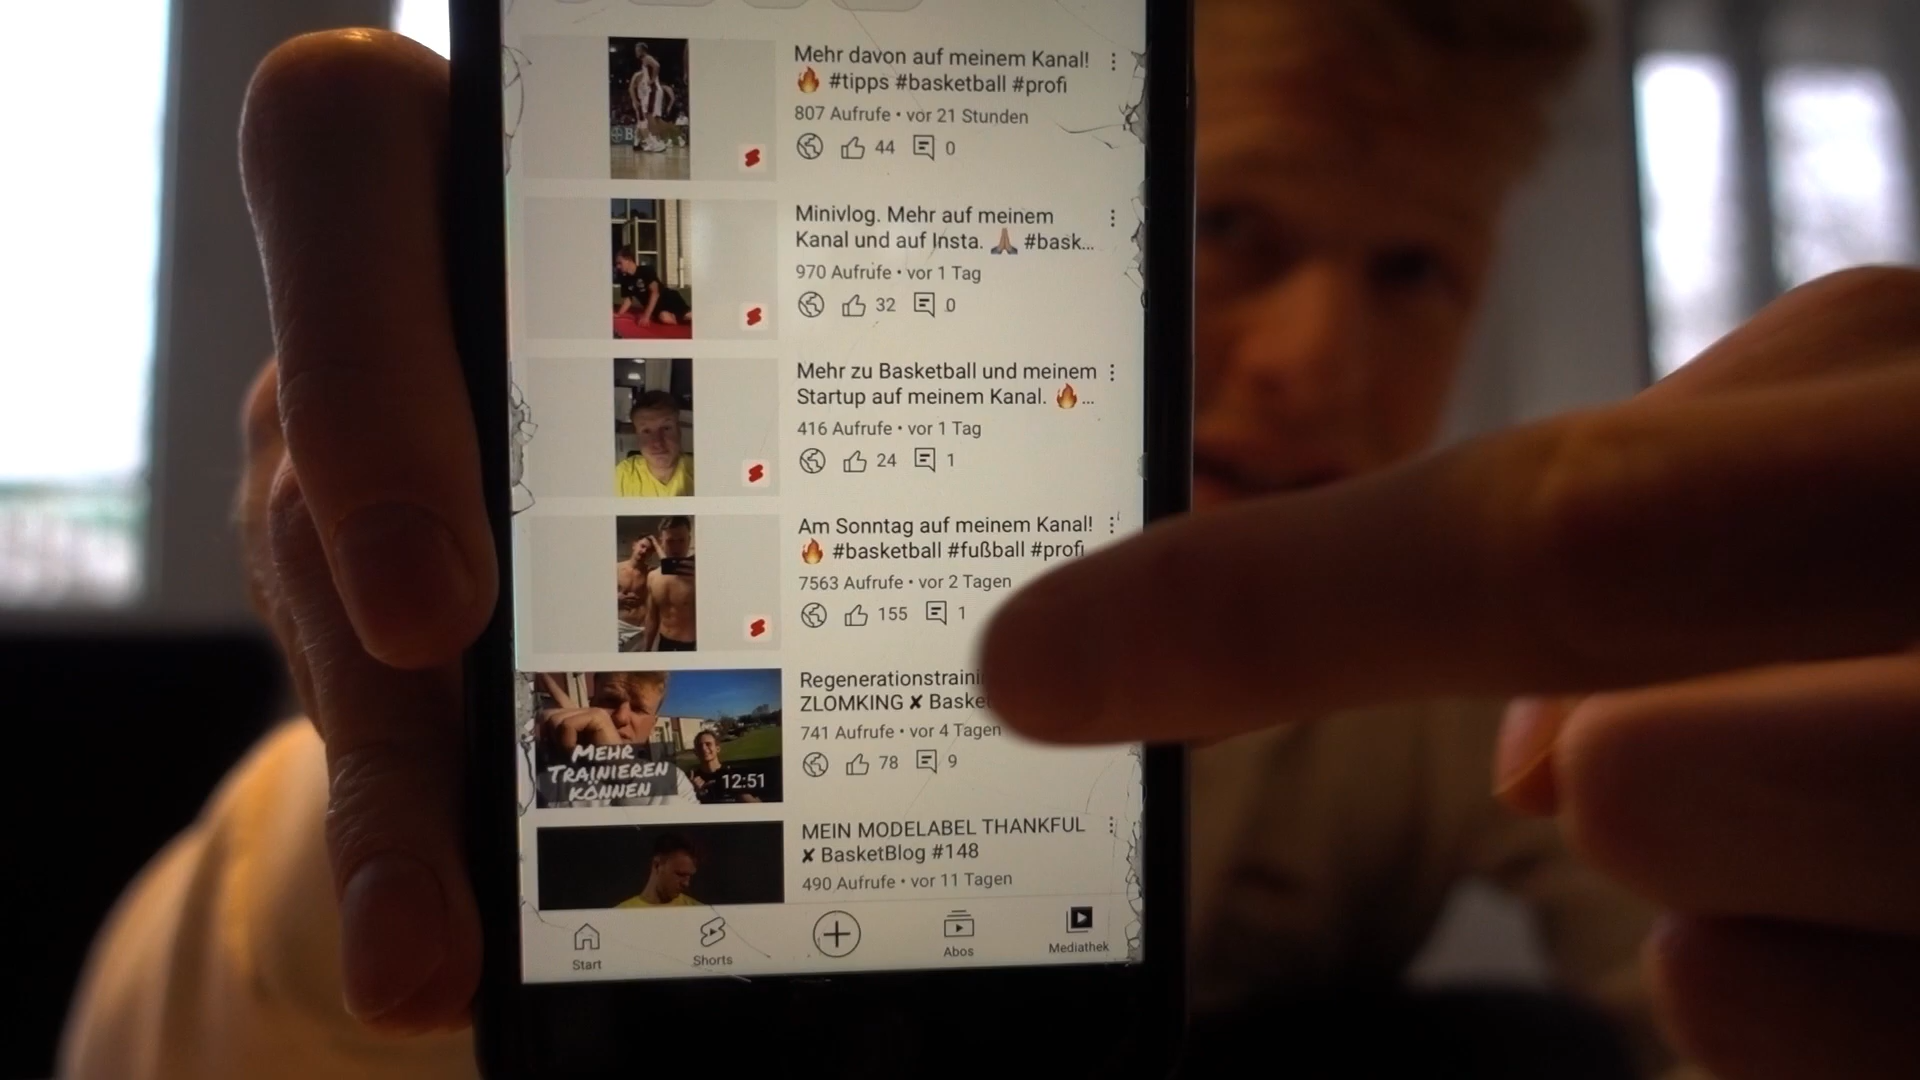 Mehr davon auf meinem Kanal!
🔥 #tipps #basketball #profi
807 Aufrufe • vor 21 Stunden
44 0
Minivlog. Mehr auf meinem
Kanal und auf Insta. 🙏🏼 #bask...
970 Aufrufe • vor 1 Tag
32 0
Mehr zu Basketball und meinem
Startup auf meinem Kanal. 🔥...
416 Aufrufe • vor 1 Tag
24 1
Am Sonntag auf meinem Kanal!
🔥 #basketball #fußball #profi
7563 Aufrufe • vor 2 Tagen
155 1
MEHR
TRAINIEREN
KÖNNEN
12:51
ZLOMKING ✘
741 Aufrufe • vor 4 Tagen
78 9
MEIN MODELABEL THANKFUL
✘ BasketBlog #148
490 Aufrufe • vor 11 Tagen
Start Shorts Abos Mediathek